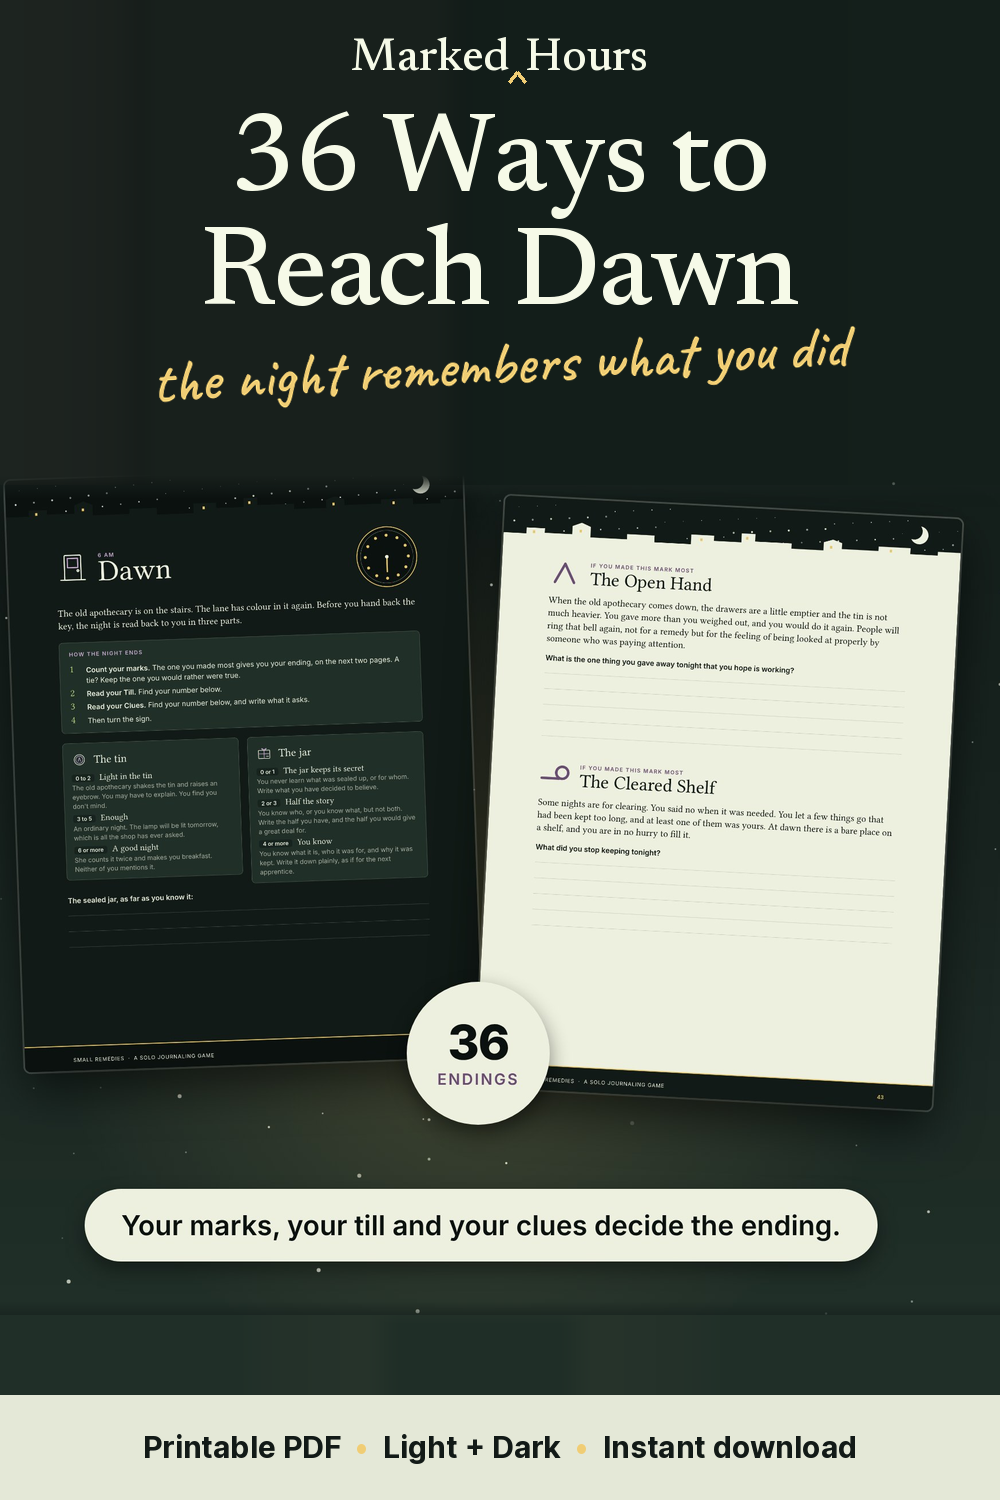 Marked Hours
36 Ways to
Reach Dawn
the night remembers what you did
6 AM
Dawn
The old apothecary is on the stairs. The lane has colour in it again. Before you hand back the
key, the night is read back to you in three parts.
HOW THE NIGHT ENDS
1 Count your marks. The one you made most gives you your ending, on the next two pages. A
tie? Keep the one you would rather were true.
2 Read your Till. Find your number below.
3 Read your Clues. Find your number below, and write what it asks.
4 Then turn the sign.
The tin
0 to 2 Light in the tin
The old apothecary shakes the tin and raises an
eyebrow. You may have to explain. You find you
don't mind.
3 to 5 Enough
An ordinary night. The lamp will be lit tomorrow,
which is all the shop has ever asked.
6 or more A good night
She counts it twice and makes you breakfast.
Neither of you mentions it.
The jar
0 or 1 The jar keeps its secret
You never learn what was sealed up, or for whom.
Write what you have decided to believe.
2 or 3 Half the story
You know who, or you know what, but not both.
Write the half you have, and the half you would give
a great deal for.
4 or more You know
You know what it is, who it was for, and why it was
kept. Write it down plainly, as if for the next
apprentice.
The sealed jar, as far as you know it:
SMALL REMEDIES · A SOLO JOURNALING GAME
IF YOU MADE THIS MARK MOST
The Open Hand
When the old apothecary comes down, the drawers are a little emptier and the tin is not
much heavier. You gave more than you weighed out, and you would do it again. People will
ring that bell again, not for a remedy but for the feeling of being looked at properly by
someone who was paying attention.
What is the one thing you gave away tonight that you hope is working?
IF YOU MADE THIS MARK MOST
The Cleared Shelf
Some nights are for clearing. You said no when it was needed. You let a few things go that
had been kept too long, and at least one of them was yours. At dawn there is a bare place on
a shelf, and you are in no hurry to fill it.
What did you stop keeping tonight?
REMEDIES · A SOLO JOURNALING GAME
43
36
ENDINGS
Your marks, your till and your clues decide the ending.
Printable PDF • Light + Dark • Instant download